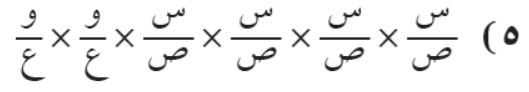 ٥) س/ص × س/ص × س/ص × س/ص × و/ع × و/ع